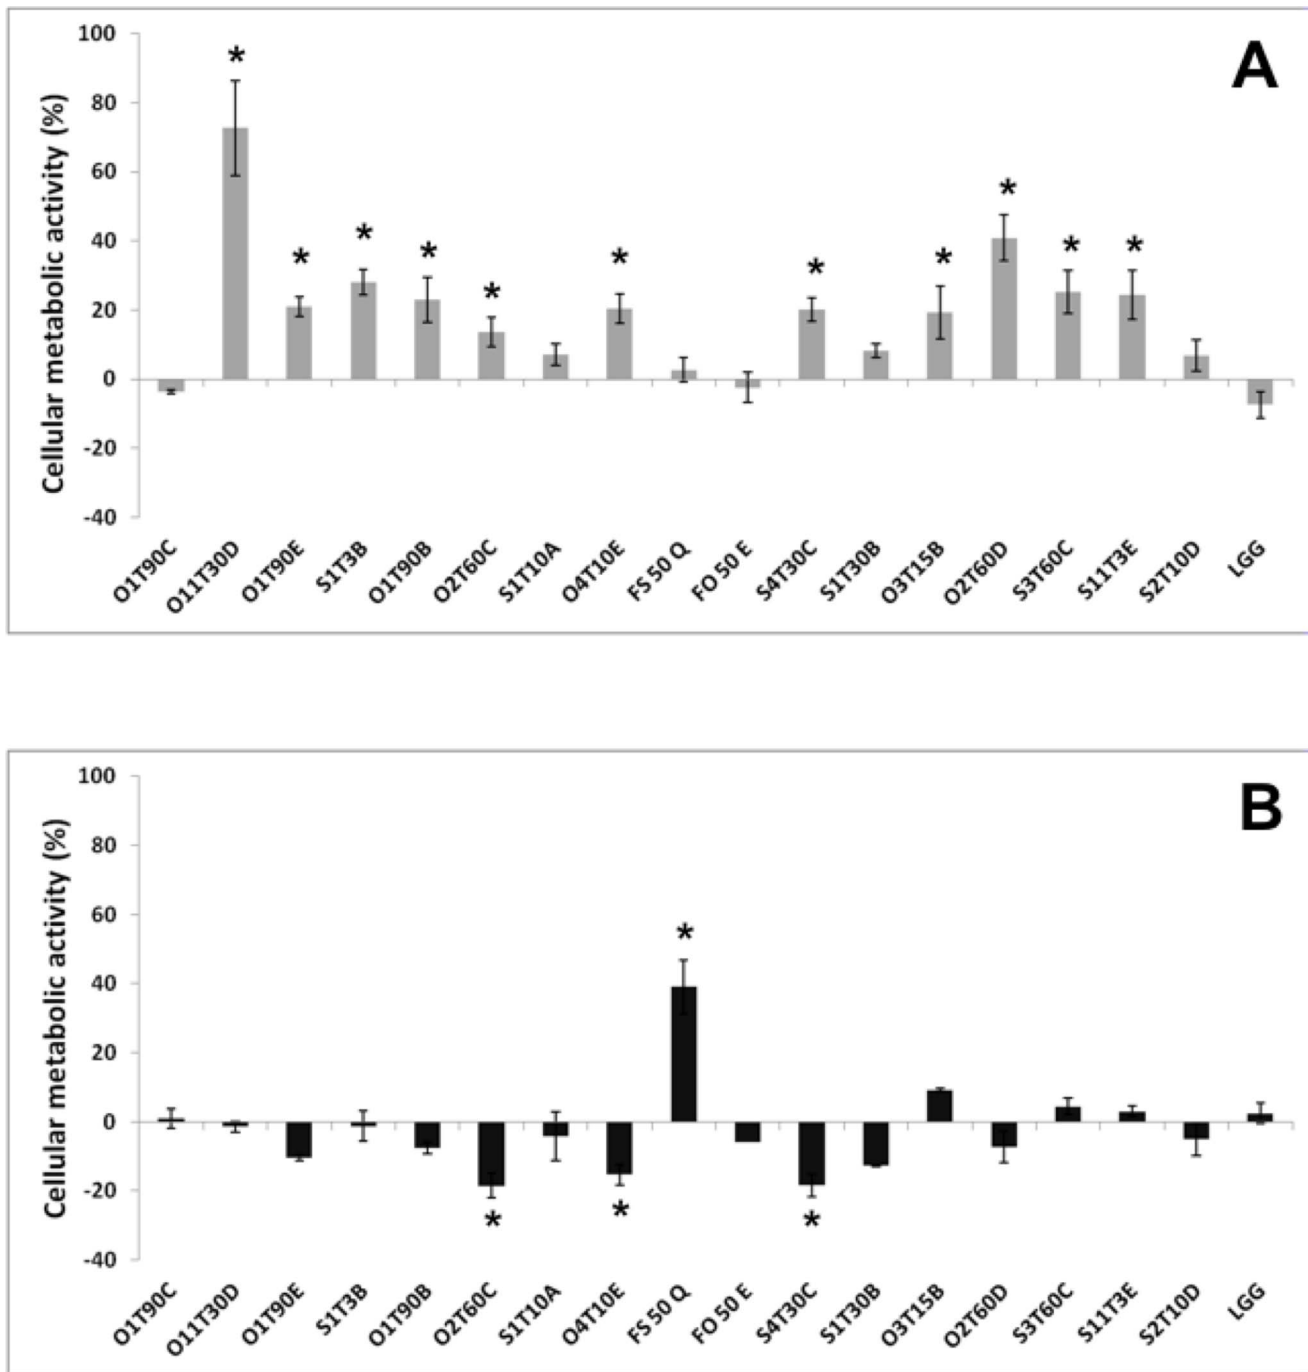 A
Cellular metabolic activity (%)
100
80
60
40
20
0
-20
-40
*
*
*
*
*
*
*
*
*
*
*
O1T90C
O11T30D
O1T90E
S1T3B
O1T90B
O2T60C
S1T10A
O4T10E
FS 50 Q
FO 50 E
S4T30C
S1T30B
O3T15B
O2T60D
S3T60C
S11T3E
S2T10D
LGG
B
Cellular metabolic activity (%)
100
80
60
40
20
0
-20
-40
*
*
*
*
O1T90C
O11T30D
O1T90E
S1T3B
O1T90B
O2T60C
S1T10A
O4T10E
FS 50 Q
FO 50 E
S4T30C
S1T30B
O3T15B
O2T60D
S3T60C
S11T3E
S2T10D
LGG